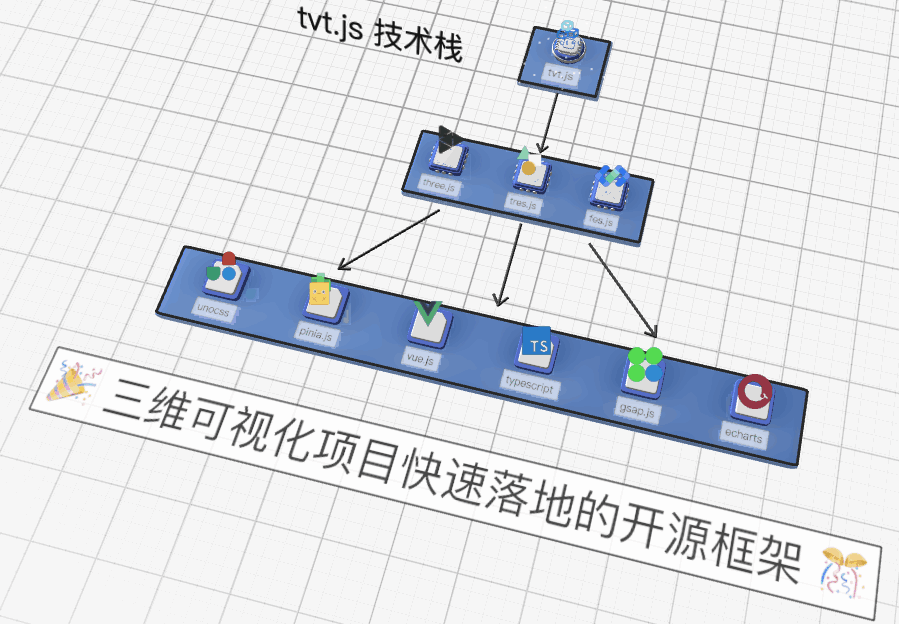 tvt.js 技术栈
tvt.js
three.js
tres.js
fes.js
unocss
pinia.js
vue.js
TS
typescript
gsap.js
echarts
三维可视化项目快速落地的开源框架